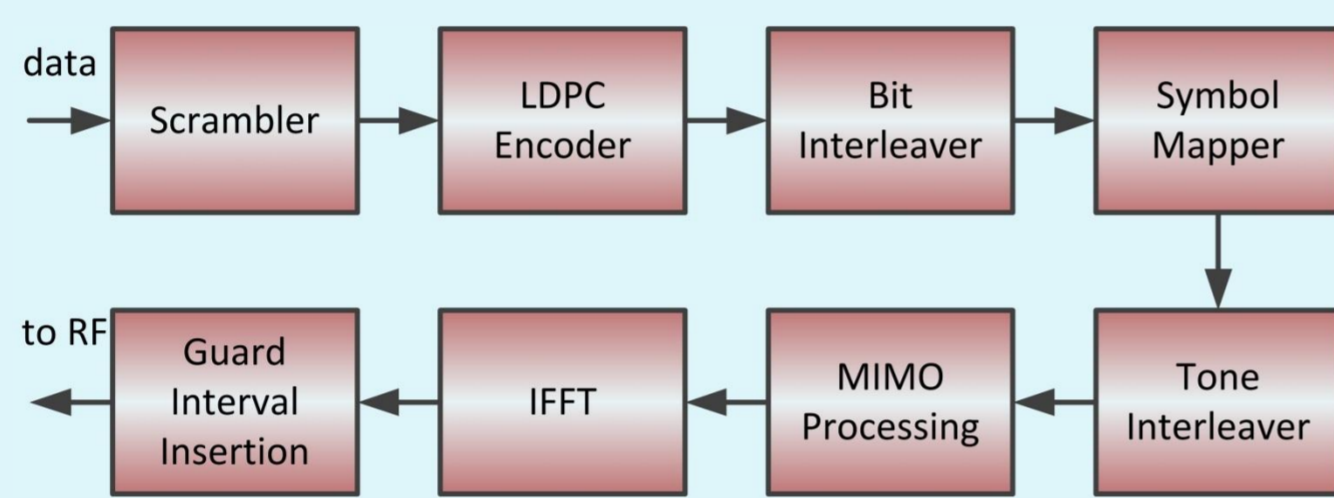 data
Scrambler
LDPC
Encoder
Bit
Interleaver
Symbol
Mapper
to RF
Guard
Interval
Insertion
IFFT
MIMO
Processing
Tone
Interleaver